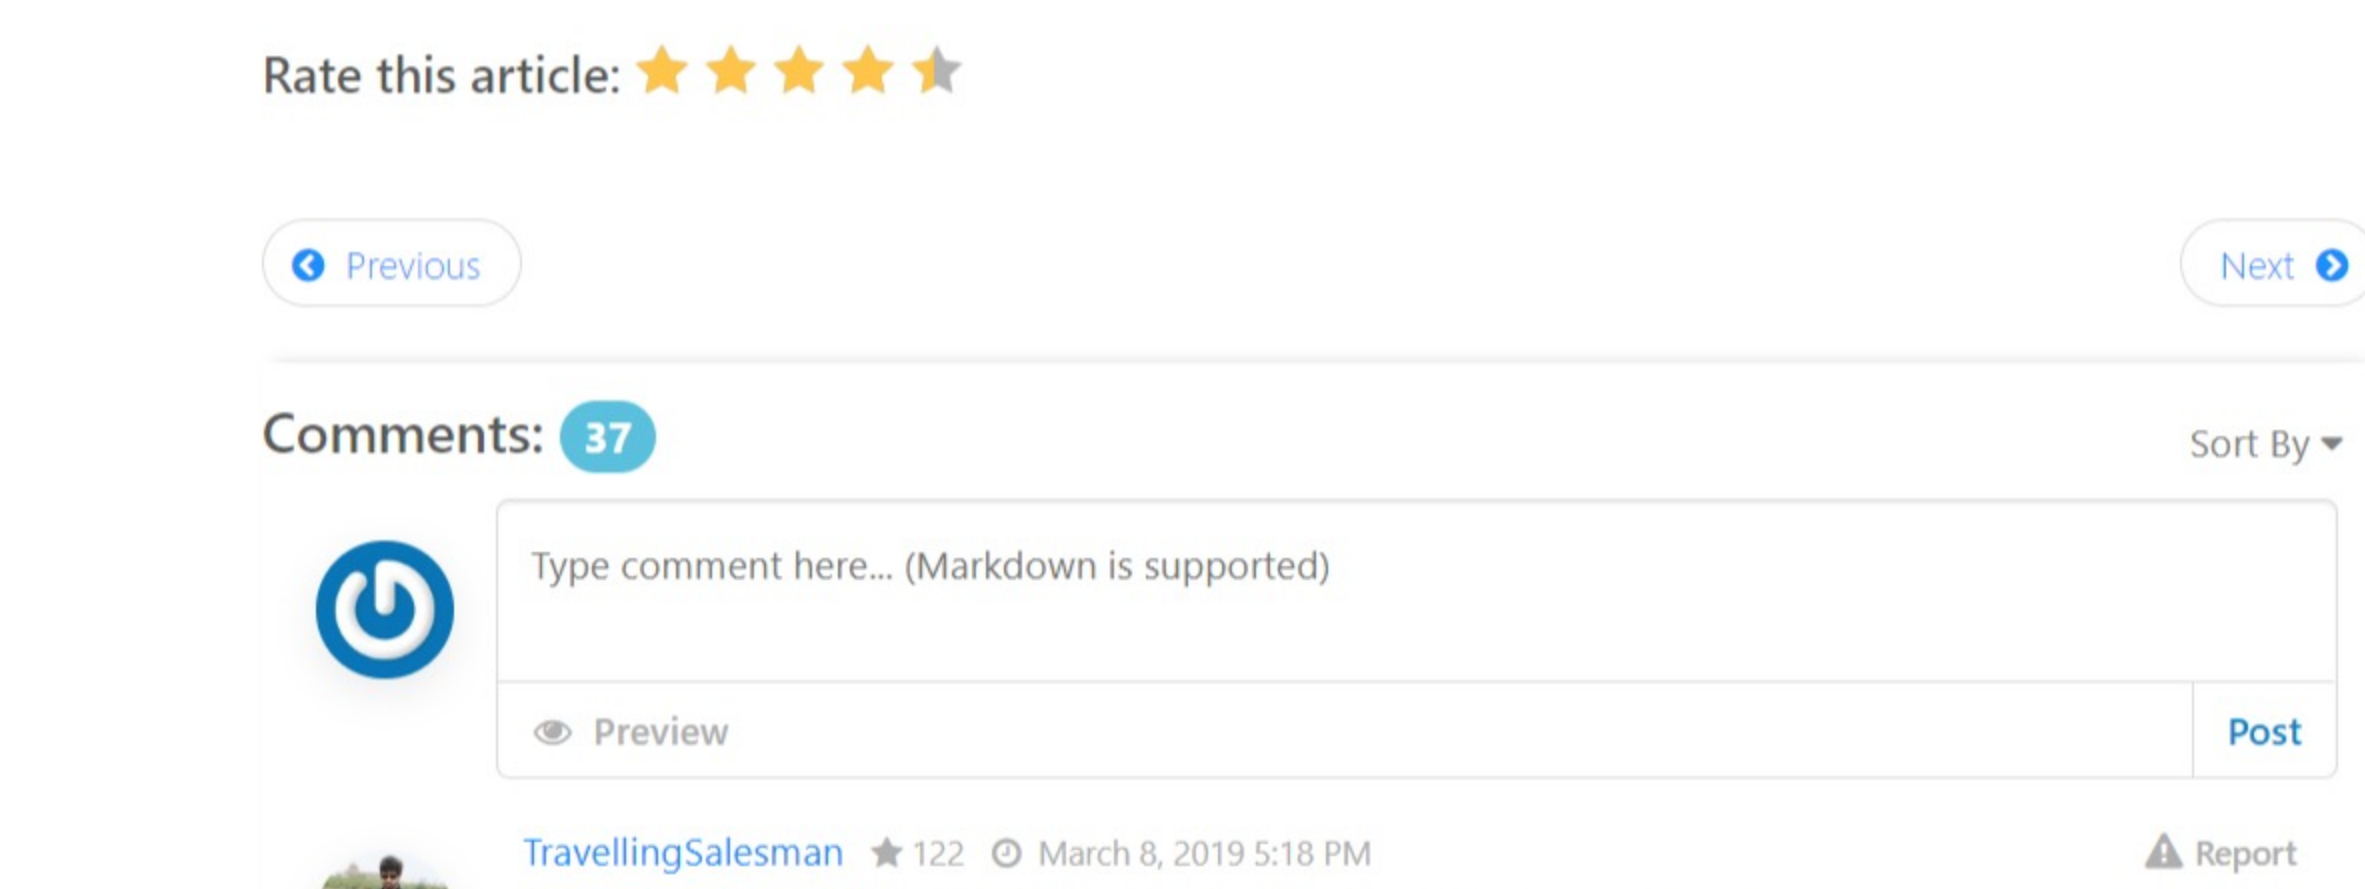 Rate this article:
Previous
Next
Comments: 37
Sort By
Type comment here... (Markdown is supported)
Preview
Post
TravellingSalesman 122 March 8, 2019 5:18 PM
Report